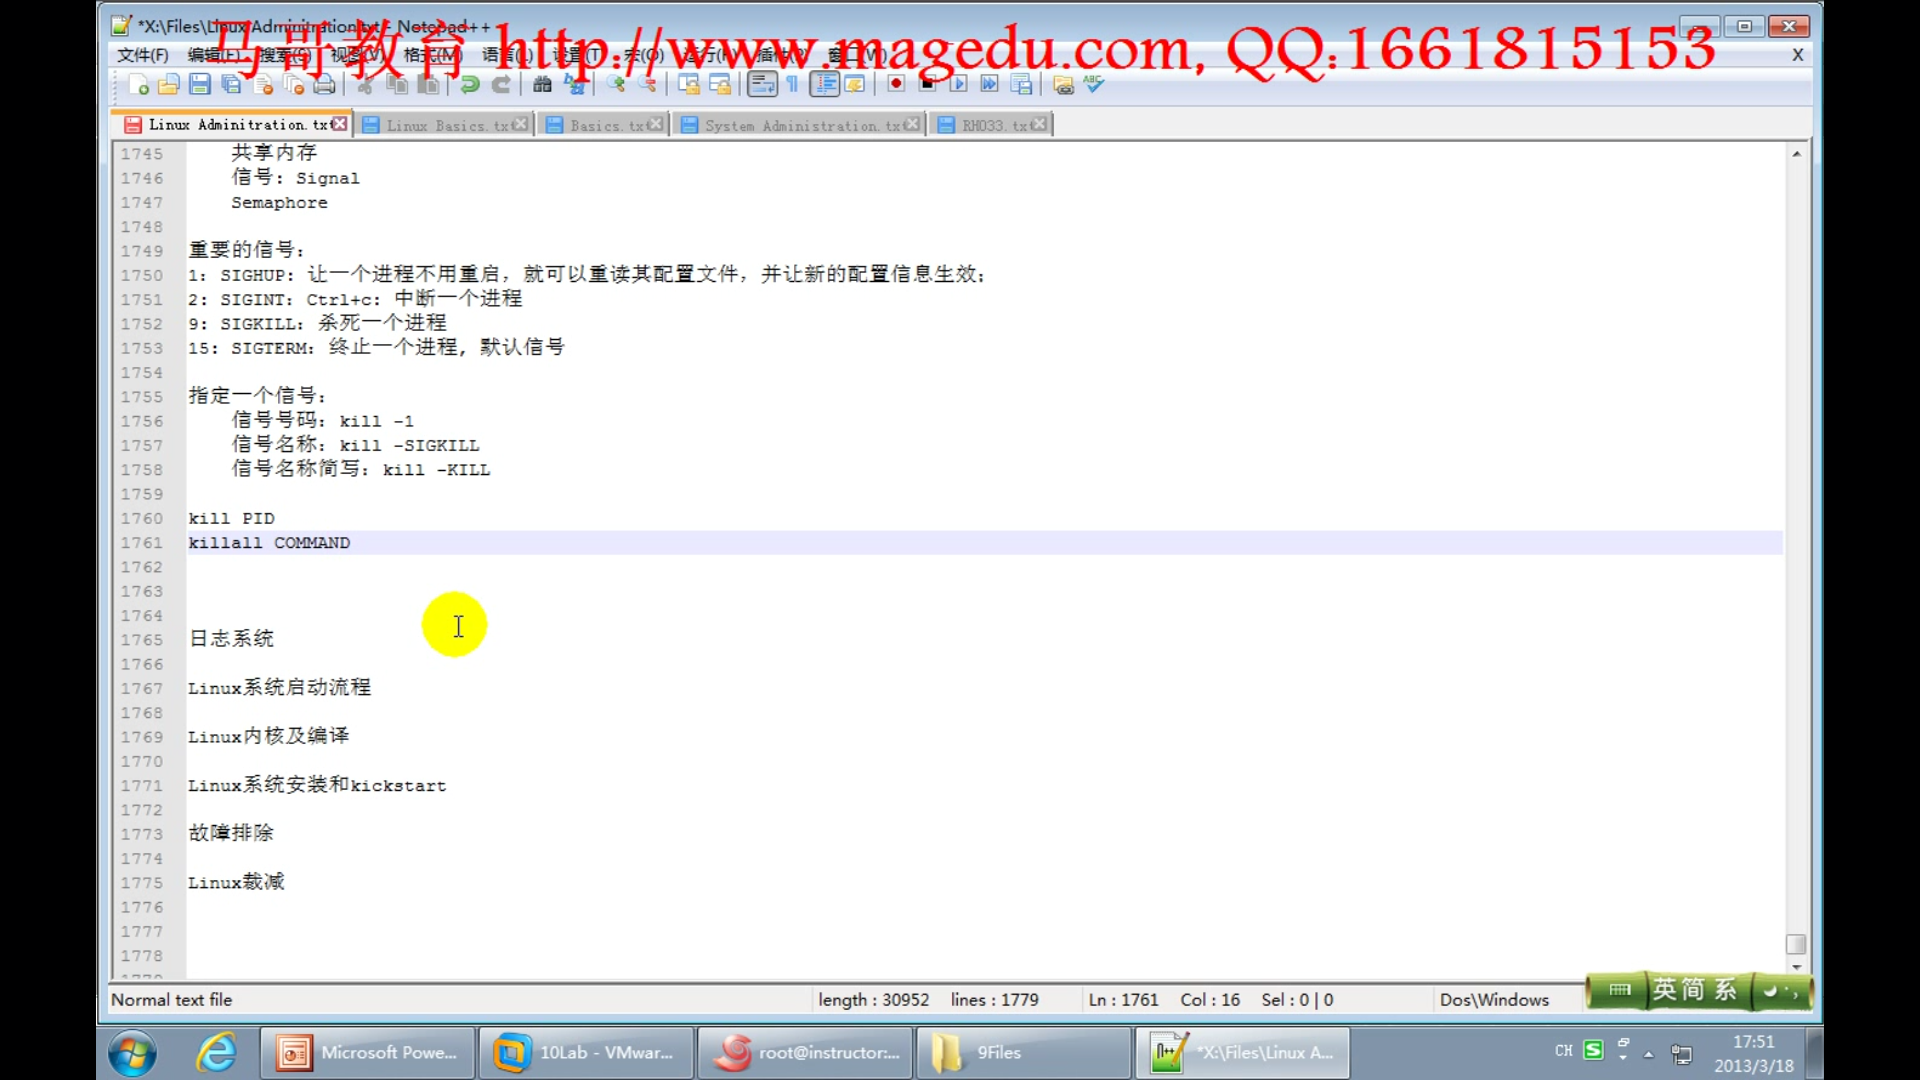 *X:\Files\Linux Adminitration.txt - Notepad++
马哥教育 http://www.magedu.com, QQ:1661815153
文件(F) 编辑(E) 搜索(S) 视图(V) 格式(M) 语言(L) 设置(T) 宏(O) 运行(R) 插件(P) 窗口(W) X
Linux Adminitration.txt Linux Basics.txt Basics.txt System Administration.txt RH033.txt
1745 共享内存
1746 信号: Signal
1747 Semaphore
1748
1749 重要的信号:
1750 1: SIGHUP: 让一个进程不用重启, 就可以重读其配置文件, 并让新的配置信息生效;
1751 2: SIGINT: Ctrl+c: 中断一个进程
1752 9: SIGKILL: 杀死一个进程
1753 15: SIGTERM: 终止一个进程, 默认信号
1754
1755 指定一个信号:
1756 信号号码: kill -1
1757 信号名称: kill -SIGKILL
1758 信号名称简写: kill -KILL
1759
1760 kill PID
1761 killall COMMAND
1762
1763
1764
1765 日志系统
1766
1767 Linux系统启动流程
1768
1769 Linux内核及编译
1770
1771 Linux系统安装和kickstart
1772
1773 故障排除
1774
1775 Linux裁减
1776
1777
1778
Normal text file length : 30952 lines : 1779 Ln : 1761 Col : 16 Sel : 0 | 0 Dos\Windows
英简系
Microsoft Powe... 10Lab - VMwar... root@instructor:... 9Files *X:\Files\Linux A... CH 17:51
2013/3/18